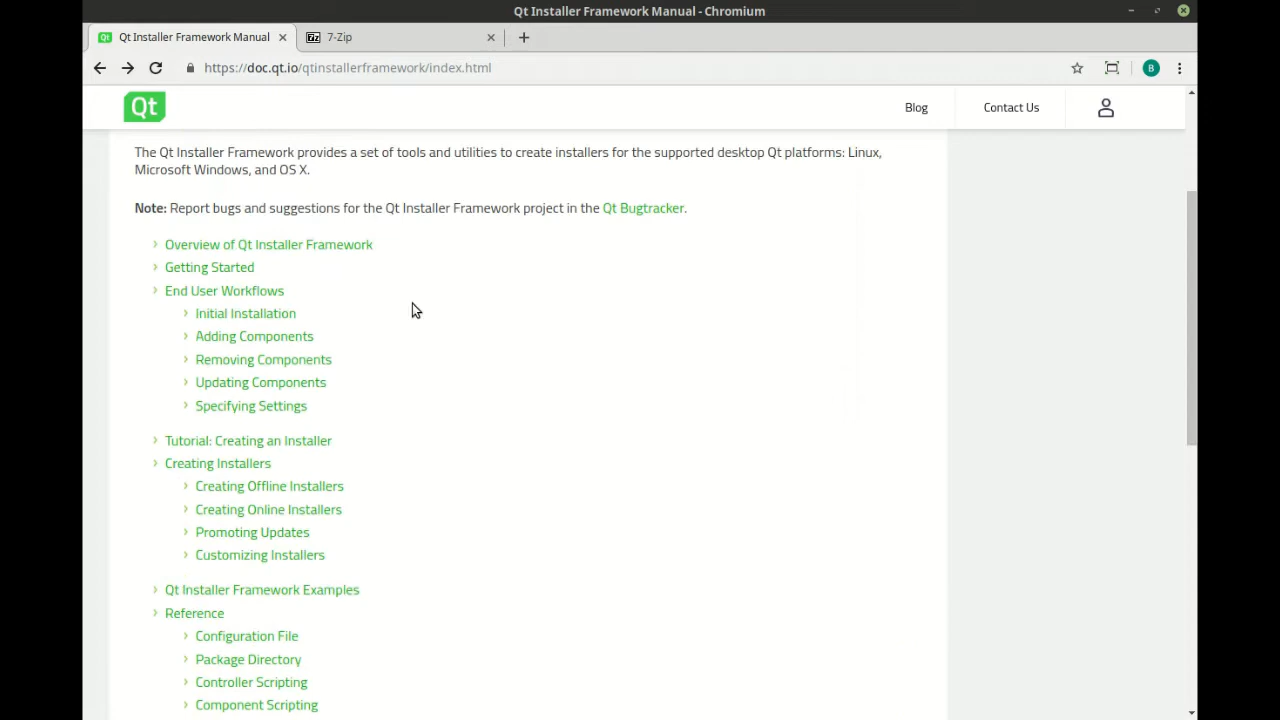 Qt Installer Framework Manual - Chromium
Qt Installer Framework Manual
7z 7-Zip
https://doc.qt.io/qtinstallerframework/index.html
B
Qt
Blog
Contact Us
The Qt Installer Framework provides a set of tools and utilities to create installers for the supported desktop Qt platforms: Linux,
Microsoft Windows, and OS X.
Note: Report bugs and suggestions for the Qt Installer Framework project in the Qt Bugtracker.
Overview of Qt Installer Framework
Getting Started
End User Workflows
Initial Installation
Adding Components
Removing Components
Updating Components
Specifying Settings
Tutorial: Creating an Installer
Creating Installers
Creating Offline Installers
Creating Online Installers
Promoting Updates
Customizing Installers
Qt Installer Framework Examples
Reference
Configuration File
Package Directory
Controller Scripting
Component Scripting